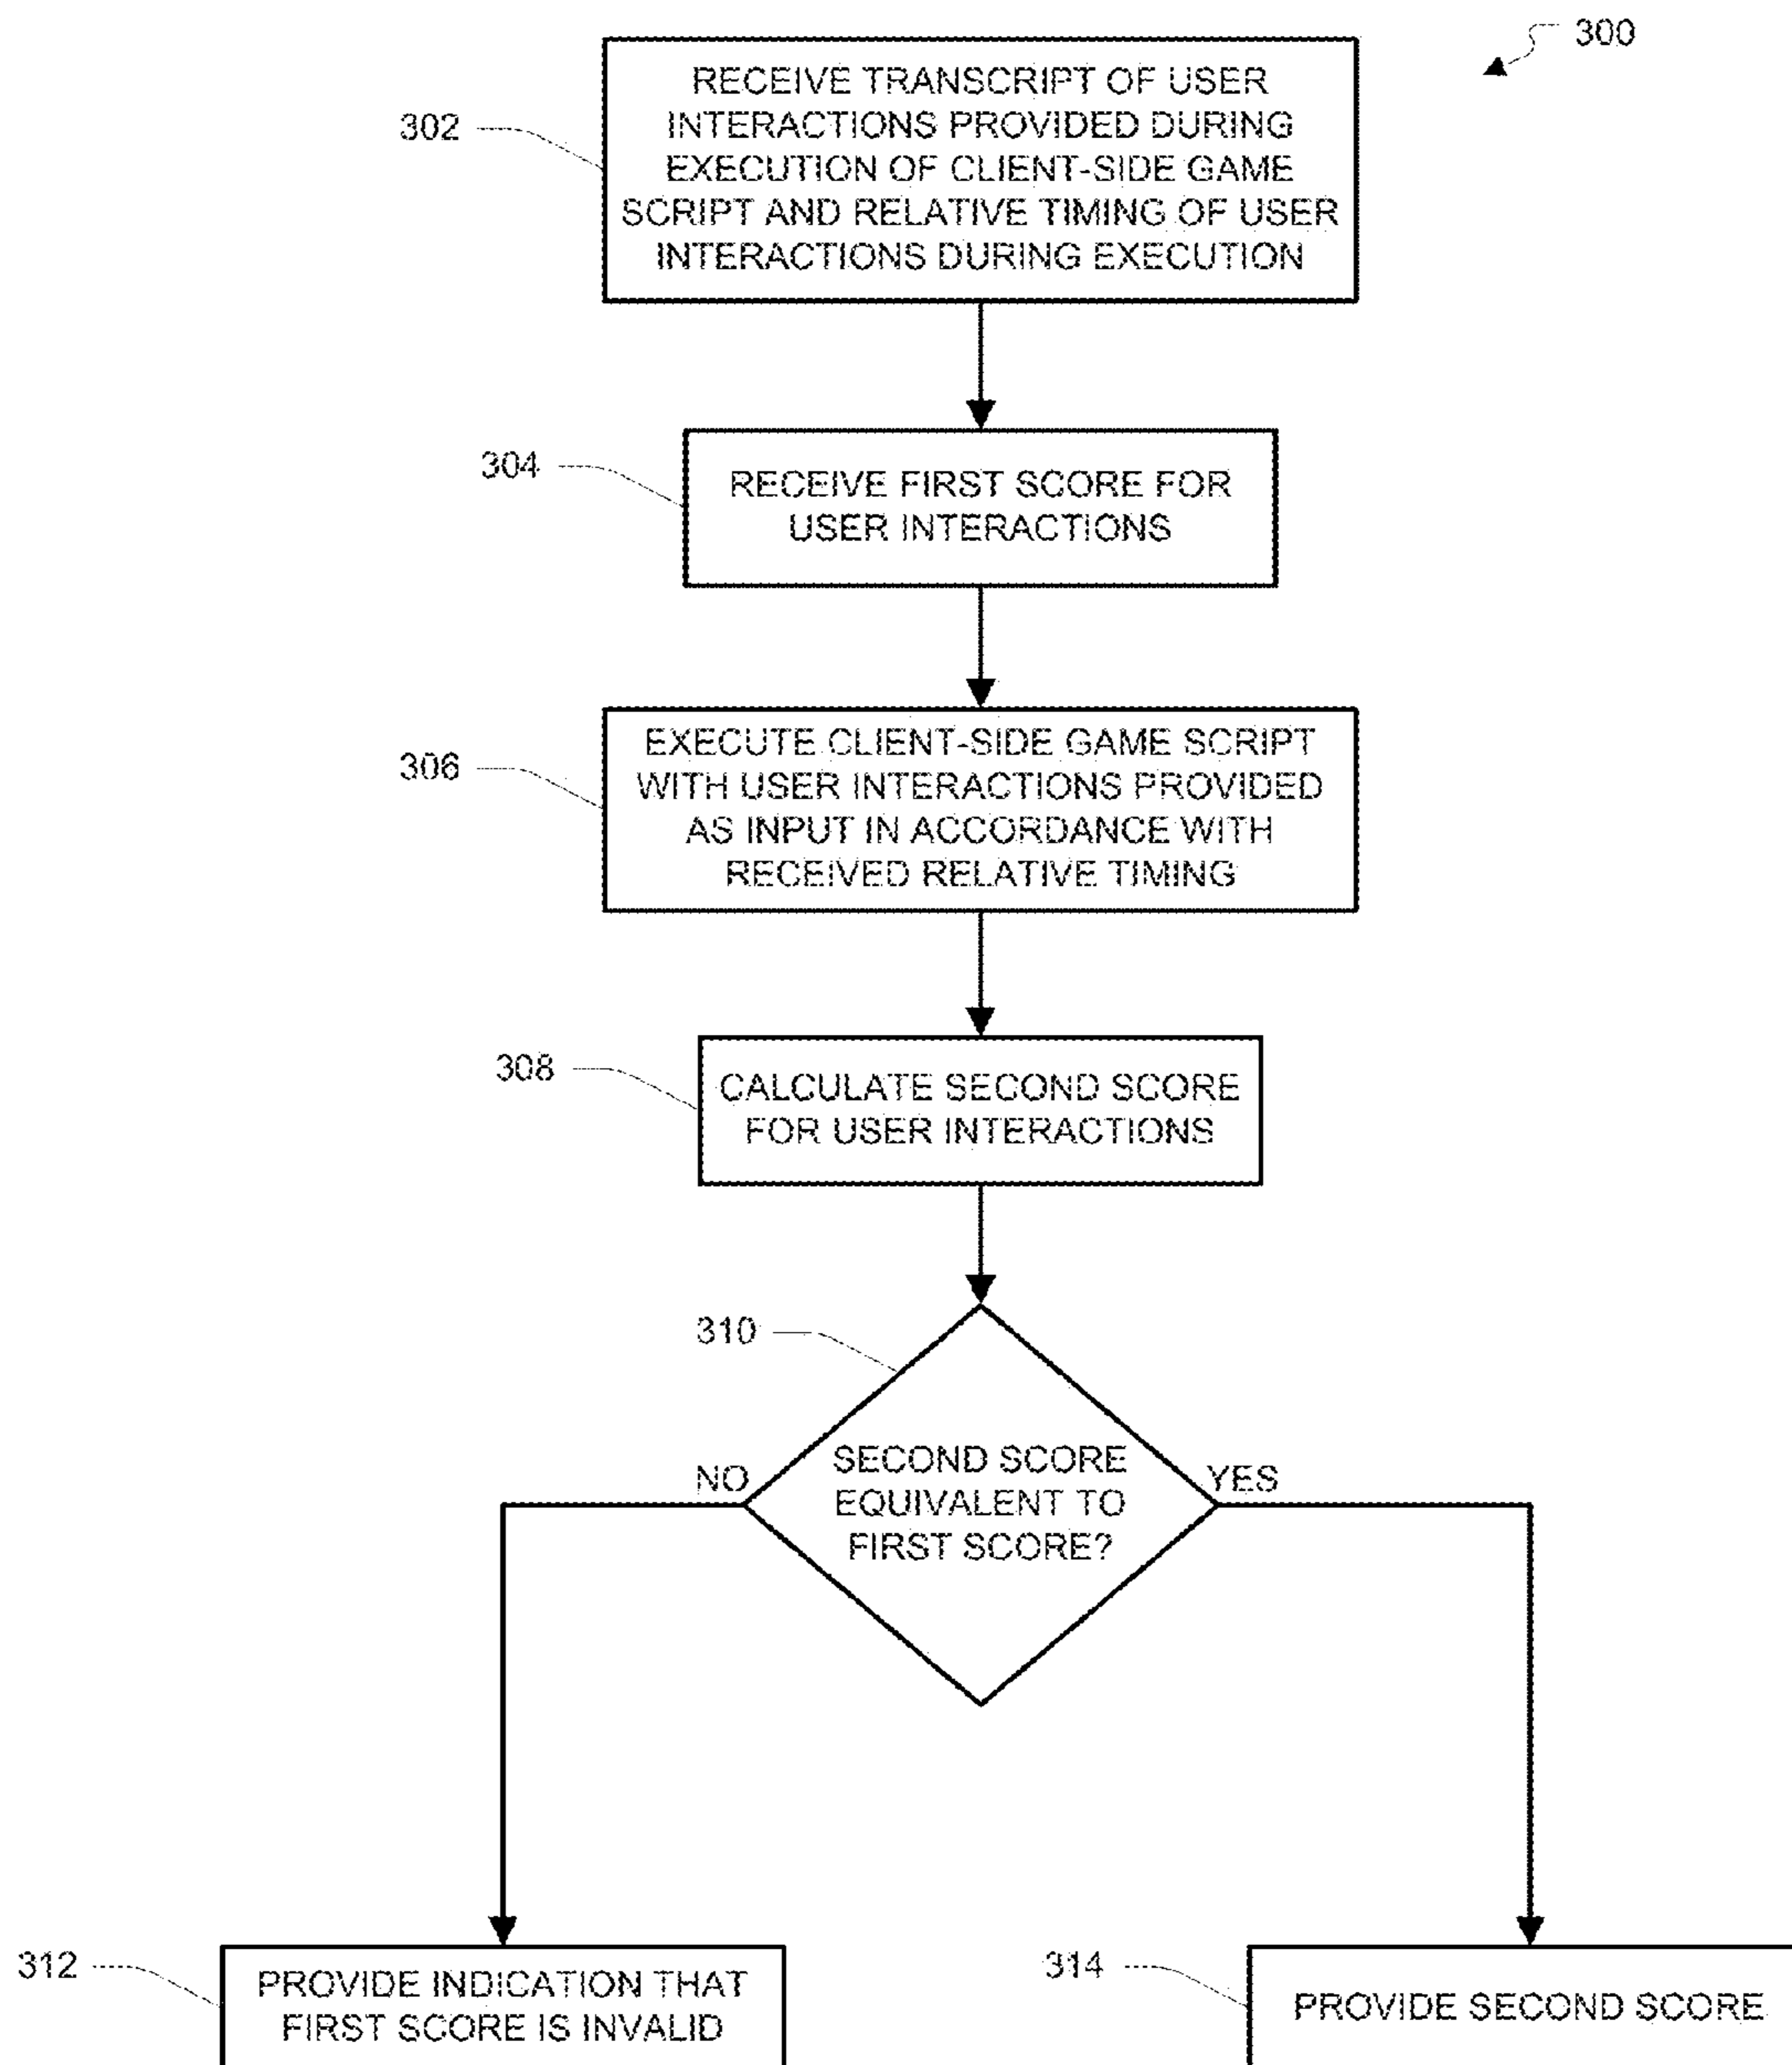 300
302
RECEIVE TRANSCRIPT OF USER
INTERACTIONS PROVIDED DURING
EXECUTION OF CLIENT-SIDE GAME
SCRIPT AND RELATIVE TIMING OF USER
INTERACTIONS DURING EXECUTION
304
RECEIVE FIRST SCORE FOR
USER INTERACTIONS
306
EXECUTE CLIENT-SIDE GAME SCRIPT
WITH USER INTERACTIONS PROVIDED
AS INPUT IN ACCORDANCE WITH
RECEIVED RELATIVE TIMING
308
CALCULATE SECOND SCORE
FOR USER INTERACTIONS
310
SECOND SCORE
EQUIVALENT TO
FIRST SCORE?
NO
YES
312
PROVIDE INDICATION THAT
FIRST SCORE IS INVALID
314
PROVIDE SECOND SCORE